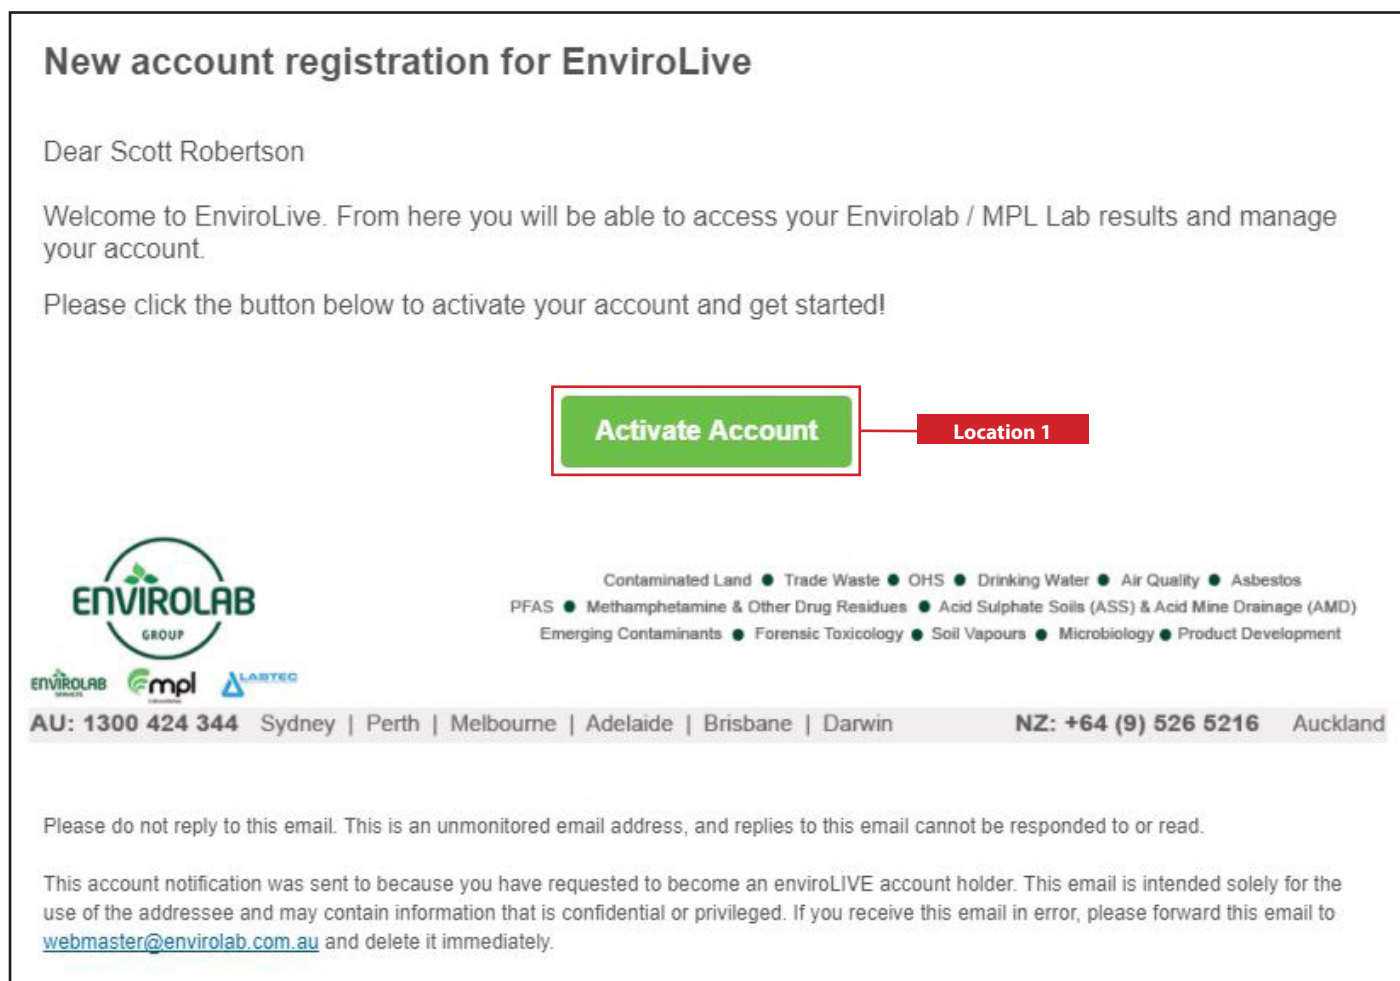 New account registration for EnviroLive
Dear Scott Robertson
Welcome to EnviroLive. From here you will be able to access your Envirolab / MPL Lab results and manage
your account.
Please click the button below to activate your account and get started!
Activate Account
Location 1
ENVIROLAB
GROUP
Contaminated Land ● Trade Waste ● OHS ● Drinking Water ● Air Quality ● Asbestos
PFAS ● Methamphetamine & Other Drug Residues ● Acid Sulphate Soils (ASS) & Acid Mine Drainage (AMD)
Emerging Contaminants ● Forensic Toxicology ● Soil Vapours ● Microbiology ● Product Development
ENVIROLAB
SERVICES
mpl
LABTEC
AU: 1300 424 344 Sydney | Perth | Melbourne | Adelaide | Brisbane | Darwin NZ: +64 (9) 526 5216 Auckland
Please do not reply to this email. This is an unmonitored email address, and replies to this email cannot be responded to or read.
This account notification was sent to because you have requested to become an enviroLIVE account holder. This email is intended solely for the
use of the addressee and may contain information that is confidential or privileged. If you receive this email in error, please forward this email to
webmaster@envirolab.com.au and delete it immediately.